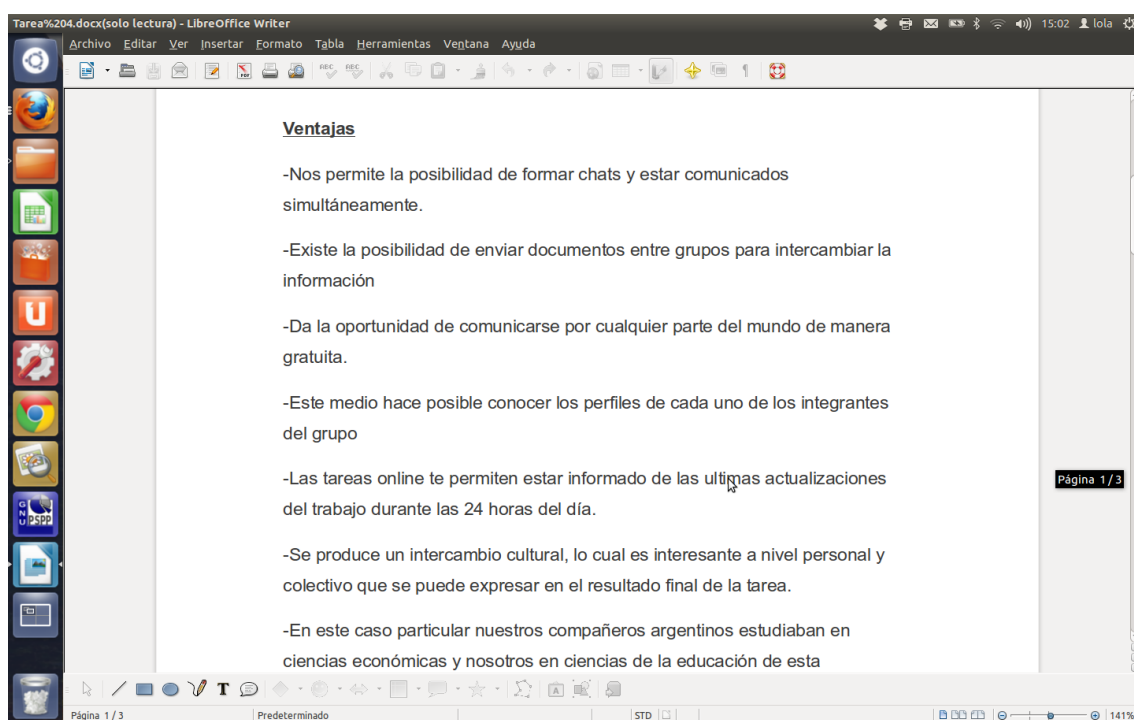 Tarea%204.docx(solo lectura) - LibreOffice Writer
15:02 lola
Archivo Editar Ver Insertar Formato Tabla Herramientas Ventana Ayuda
Ventajas
-Nos permite la posibilidad de formar chats y estar comunicados
simultáneamente.
-Existe la posibilidad de enviar documentos entre grupos para intercambiar la
información
-Da la oportunidad de comunicarse por cualquier parte del mundo de manera
gratuita.
-Este medio hace posible conocer los perfiles de cada uno de los integrantes
del grupo
-Las tareas online te permiten estar informado de las ultimas actualizaciones
del trabajo durante las 24 horas del día.
Página 1/3
-Se produce un intercambio cultural, lo cual es interesante a nivel personal y
colectivo que se puede expresar en el resultado final de la tarea.
-En este caso particular nuestros compañeros argentinos estudiaban en
ciencias económicas y nosotros en ciencias de la educación de esta
GNU PSPP
Página 1 / 3 Predeterminado STD 141%